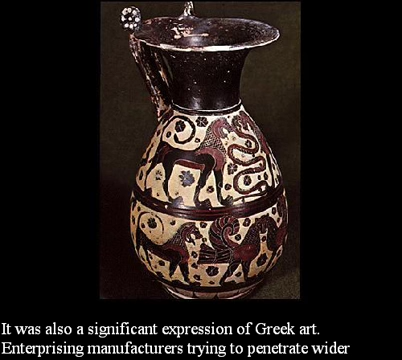 It was also a significant expression of Greek art.
Enterprising manufacturers trying to penetrate wider